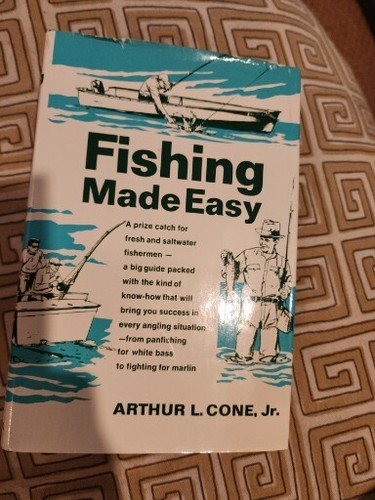 Fishing
Made Easy
A prize catch for
fresh and saltwater
fishermen —
a big guide packed
with the kind of
know-how that will
bring you success in
every angling situation
—from panfishing
for white bass
to fighting for marlin
ARTHUR L. CONE, Jr.